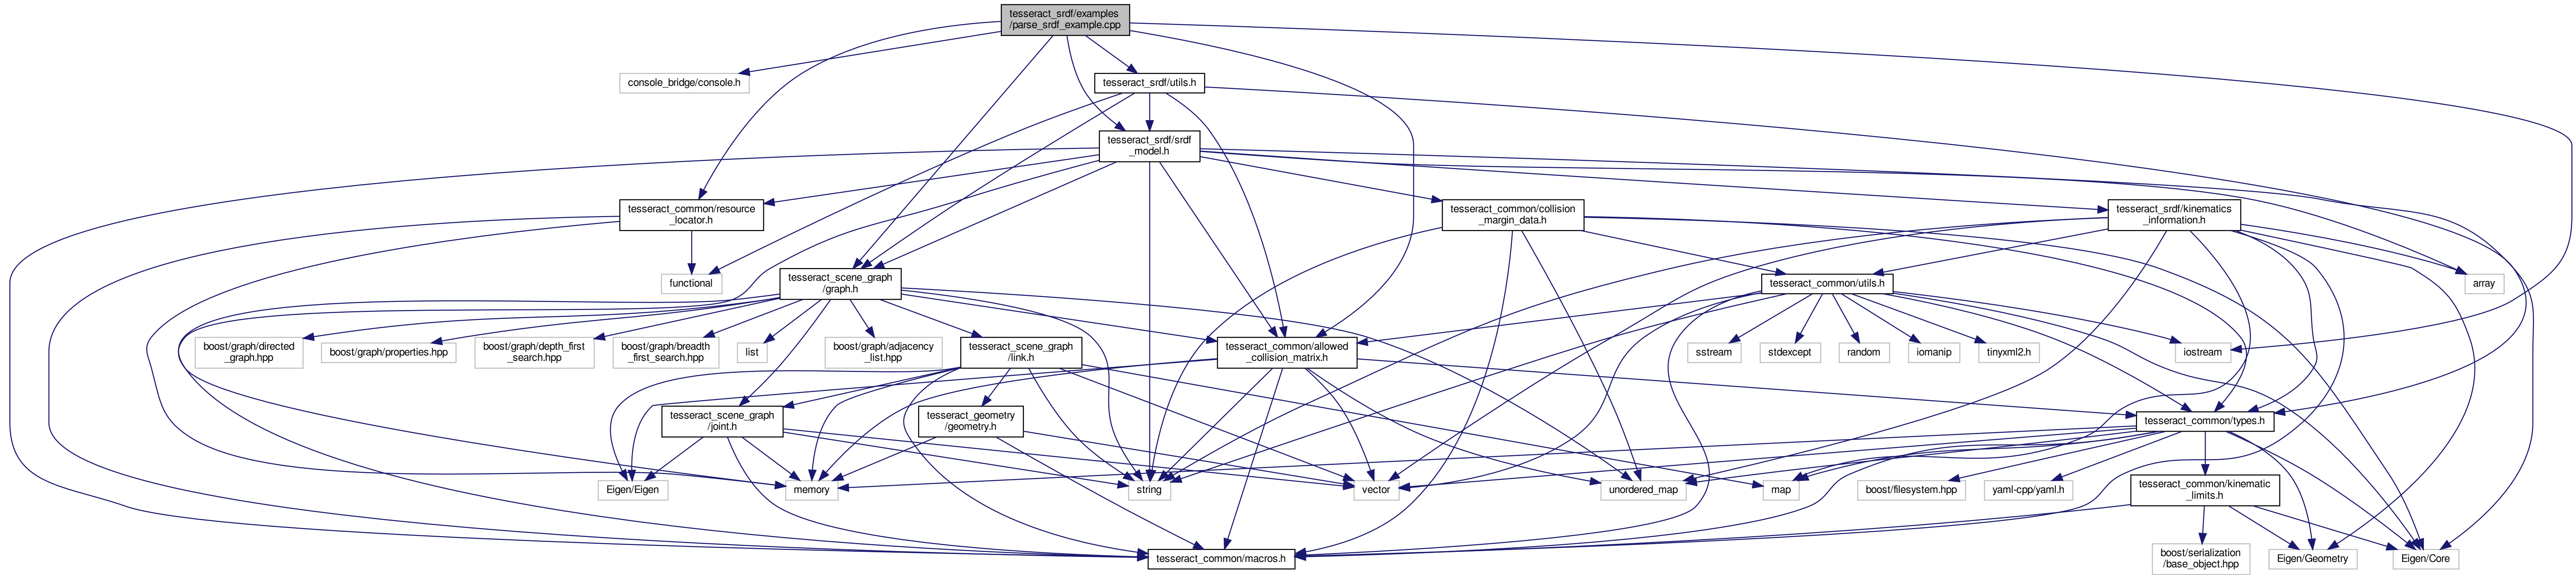 tesseract_srdf/examples
/parse_srdf_example.cpp
console_bridge/console.h
tesseract_srdf/utils.h
tesseract_srdf/srdf
_model.h
tesseract_common/resource
_locator.h
tesseract_common/collision
_margin_data.h
tesseract_srdf/kinematics
_information.h
functional
tesseract_scene_graph
/graph.h
tesseract_common/utils.h
array
boost/graph/directed
_graph.hpp
boost/graph/properties.hpp
boost/graph/depth_first
_search.hpp
boost/graph/breadth
_first_search.hpp
list
boost/graph/adjacency
_list.hpp
tesseract_scene_graph
/link.h
tesseract_common/allowed
_collision_matrix.h
sstream
stdexcept
random
iomanip
tinyxml2.h
iostream
tesseract_scene_graph
/joint.h
tesseract_geometry
/geometry.h
tesseract_common/types.h
Eigen/Eigen
memory
string
vector
unordered_map
map
boost/filesystem.hpp
yaml-cpp/yaml.h
tesseract_common/kinematic
_limits.h
tesseract_common/macros.h
boost/serialization
/base_object.hpp
Eigen/Geometry
Eigen/Core